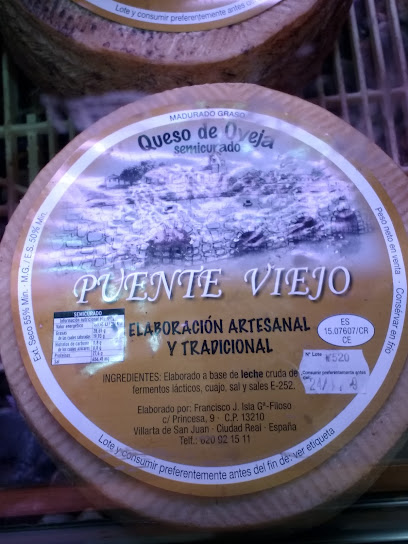 Lote y consumir preferentemente antes del
MADURADO GRASO
Queso de Oveja
semicurado
Ext. Seco 55% Min. M.G./E.S. 50% Min.
Peso neto en venta · Conservar en frío
PUENTE VIEJO
SEMICURADO
ELABORACIÓN ARTESANAL
Y TRADICIONAL
ES
15.07607/CR
CE
Nº Lote
INGREDIENTES: Elaborado a base de leche cruda de
fermentos lácticos, cuajo, sal y sales E-252.
Elaborado por: Francisco J. Isla Gª-Filoso
c/ Princesa, 9 - C.P. 13210
Villarta de San Juan - Ciudad Real - España
Telf.: 620 92 15 11
Lote y consumir preferentemente antes del fin de: ver etiqueta